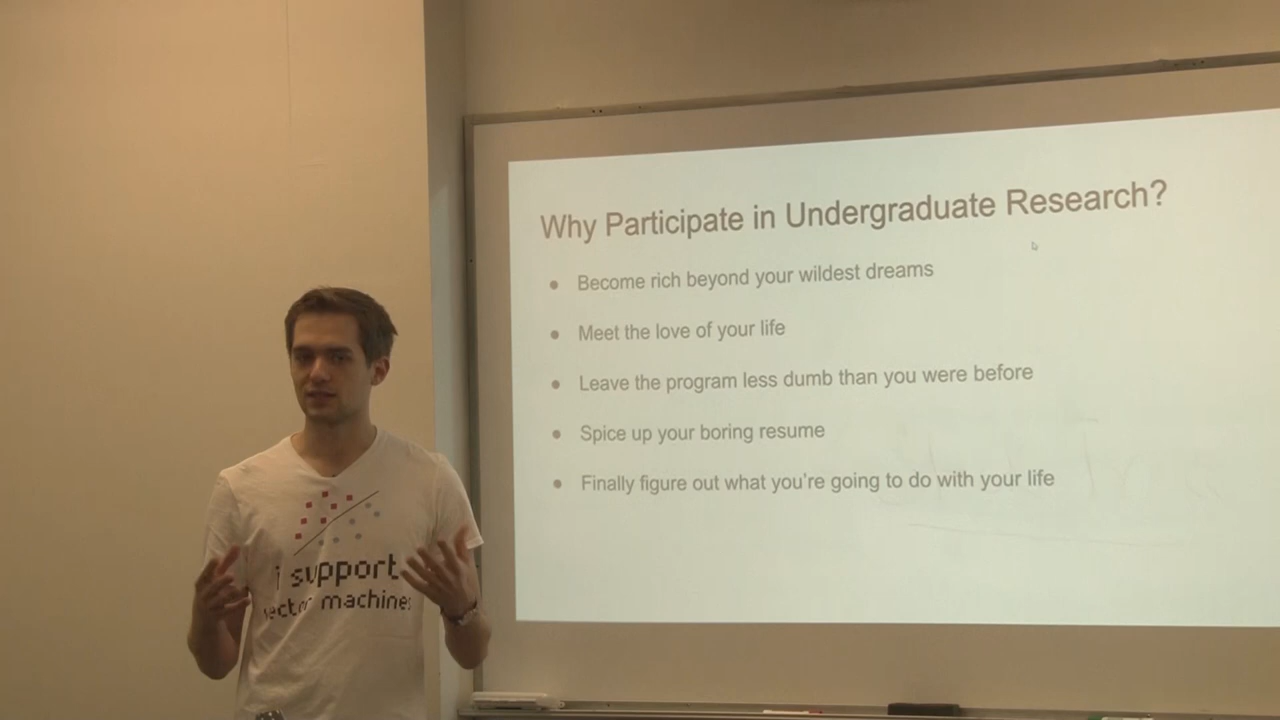 Why Participate in Undergraduate Research?
● Become rich beyond your wildest dreams
● Meet the love of your life
● Leave the program less dumb than you were before
● Spice up your boring resume
● Finally figure out what you're going to do with your life
i support
vector machines